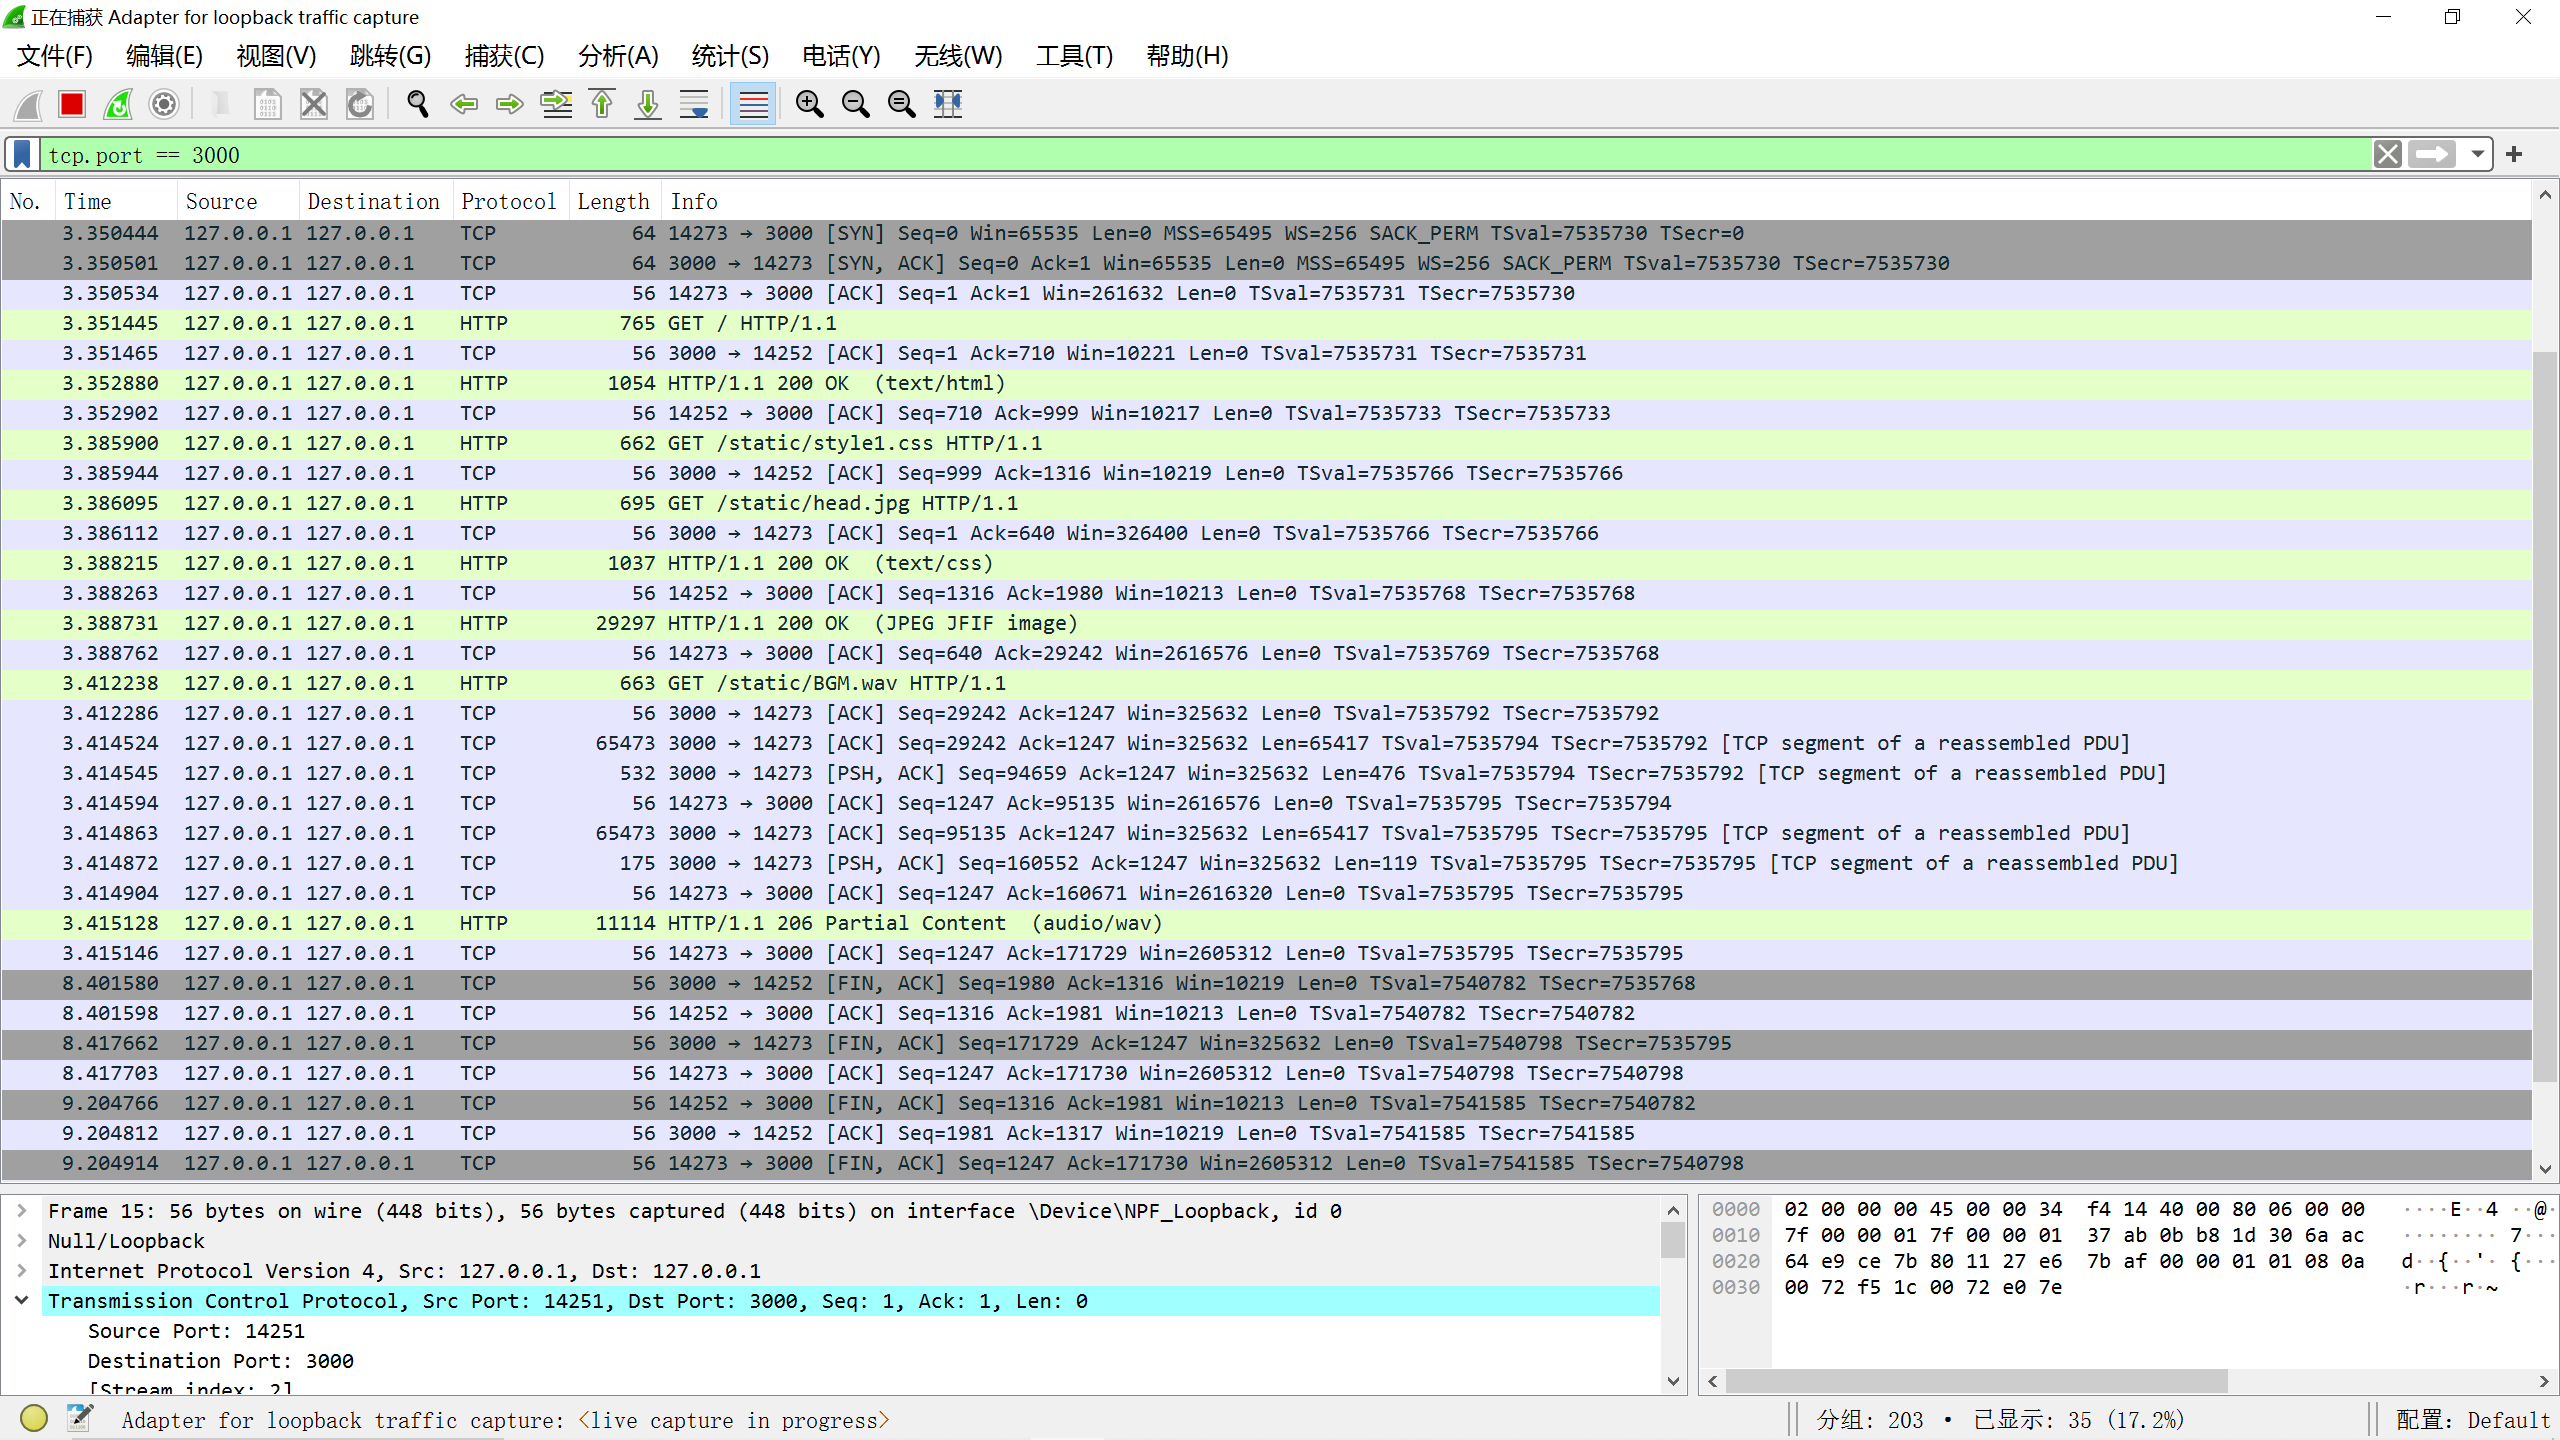 正在捕获 Adapter for loopback traffic capture
文件(F) 编辑(E) 视图(V) 跳转(G) 捕获(C) 分析(A) 统计(S) 电话(Y) 无线(W) 工具(T) 帮助(H)
tcp.port == 3000
No. Time Source Destination Protocol Length Info
3.350444 127.0.0.1 127.0.0.1 TCP 64 14273 → 3000 [SYN] Seq=0 Win=65535 Len=0 MSS=65495 WS=256 SACK_PERM TSval=7535730 TSecr=0
3.350501 127.0.0.1 127.0.0.1 TCP 64 3000 → 14273 [SYN, ACK] Seq=0 Ack=1 Win=65535 Len=0 MSS=65495 WS=256 SACK_PERM TSval=7535730 TSecr=7535730
3.350534 127.0.0.1 127.0.0.1 TCP 56 14273 → 3000 [ACK] Seq=1 Ack=1 Win=261632 Len=0 TSval=7535731 TSecr=7535730
3.351445 127.0.0.1 127.0.0.1 HTTP 765 GET / HTTP/1.1
3.351465 127.0.0.1 127.0.0.1 TCP 56 3000 → 14252 [ACK] Seq=1 Ack=710 Win=10221 Len=0 TSval=7535731 TSecr=7535731
3.352880 127.0.0.1 127.0.0.1 HTTP 1054 HTTP/1.1 200 OK (text/html)
3.352902 127.0.0.1 127.0.0.1 TCP 56 14252 → 3000 [ACK] Seq=710 Ack=999 Win=10217 Len=0 TSval=7535733 TSecr=7535733
3.385900 127.0.0.1 127.0.0.1 HTTP 662 GET /static/style1.css HTTP/1.1
3.385944 127.0.0.1 127.0.0.1 TCP 56 3000 → 14252 [ACK] Seq=999 Ack=1316 Win=10219 Len=0 TSval=7535766 TSecr=7535766
3.386095 127.0.0.1 127.0.0.1 HTTP 695 GET /static/head.jpg HTTP/1.1
3.386112 127.0.0.1 127.0.0.1 TCP 56 3000 → 14273 [ACK] Seq=1 Ack=640 Win=326400 Len=0 TSval=7535766 TSecr=7535766
3.388215 127.0.0.1 127.0.0.1 HTTP 1037 HTTP/1.1 200 OK (text/css)
3.388263 127.0.0.1 127.0.0.1 TCP 56 14252 → 3000 [ACK] Seq=1316 Ack=1980 Win=10213 Len=0 TSval=7535768 TSecr=7535768
3.388731 127.0.0.1 127.0.0.1 HTTP 29297 HTTP/1.1 200 OK (JPEG JFIF image)
3.388762 127.0.0.1 127.0.0.1 TCP 56 14273 → 3000 [ACK] Seq=640 Ack=29242 Win=2616576 Len=0 TSval=7535769 TSecr=7535768
3.412238 127.0.0.1 127.0.0.1 HTTP 663 GET /static/BGM.wav HTTP/1.1
3.412286 127.0.0.1 127.0.0.1 TCP 56 3000 → 14273 [ACK] Seq=29242 Ack=1247 Win=325632 Len=0 TSval=7535792 TSecr=7535792
3.414524 127.0.0.1 127.0.0.1 TCP 65473 3000 → 14273 [ACK] Seq=29242 Ack=1247 Win=325632 Len=65417 TSval=7535794 TSecr=7535792 [TCP segment of a reassembled PDU]
3.414545 127.0.0.1 127.0.0.1 TCP 532 3000 → 14273 [PSH, ACK] Seq=94659 Ack=1247 Win=325632 Len=476 TSval=7535794 TSecr=7535792 [TCP segment of a reassembled PDU]
3.414594 127.0.0.1 127.0.0.1 TCP 56 14273 → 3000 [ACK] Seq=1247 Ack=95135 Win=2616576 Len=0 TSval=7535795 TSecr=7535794
3.414863 127.0.0.1 127.0.0.1 TCP 65473 3000 → 14273 [ACK] Seq=95135 Ack=1247 Win=325632 Len=65417 TSval=7535795 TSecr=7535795 [TCP segment of a reassembled PDU]
3.414872 127.0.0.1 127.0.0.1 TCP 175 3000 → 14273 [PSH, ACK] Seq=160552 Ack=1247 Win=325632 Len=119 TSval=7535795 TSecr=7535795 [TCP segment of a reassembled PDU]
3.414904 127.0.0.1 127.0.0.1 TCP 56 14273 → 3000 [ACK] Seq=1247 Ack=160671 Win=2616320 Len=0 TSval=7535795 TSecr=7535795
3.415128 127.0.0.1 127.0.0.1 HTTP 11114 HTTP/1.1 206 Partial Content (audio/wav)
3.415146 127.0.0.1 127.0.0.1 TCP 56 14273 → 3000 [ACK] Seq=1247 Ack=171729 Win=2605312 Len=0 TSval=7535795 TSecr=7535795
8.401580 127.0.0.1 127.0.0.1 TCP 56 3000 → 14252 [FIN, ACK] Seq=1980 Ack=1316 Win=10219 Len=0 TSval=7540782 TSecr=7535768
8.401598 127.0.0.1 127.0.0.1 TCP 56 14252 → 3000 [ACK] Seq=1316 Ack=1981 Win=10213 Len=0 TSval=7540782 TSecr=7540782
8.417662 127.0.0.1 127.0.0.1 TCP 56 3000 → 14273 [FIN, ACK] Seq=171729 Ack=1247 Win=325632 Len=0 TSval=7540798 TSecr=7535795
8.417703 127.0.0.1 127.0.0.1 TCP 56 14273 → 3000 [ACK] Seq=1247 Ack=171730 Win=2605312 Len=0 TSval=7540798 TSecr=7540798
9.204766 127.0.0.1 127.0.0.1 TCP 56 14252 → 3000 [FIN, ACK] Seq=1316 Ack=1981 Win=10213 Len=0 TSval=7541585 TSecr=7540782
9.204812 127.0.0.1 127.0.0.1 TCP 56 3000 → 14252 [ACK] Seq=1981 Ack=1317 Win=10219 Len=0 TSval=7541585 TSecr=7541585
9.204914 127.0.0.1 127.0.0.1 TCP 56 14273 → 3000 [FIN, ACK] Seq=1247 Ack=171730 Win=2605312 Len=0 TSval=7541585 TSecr=7540798
Frame 15: 56 bytes on wire (448 bits), 56 bytes captured (448 bits) on interface \Device\NPF_Loopback, id 0
Null/Loopback
Internet Protocol Version 4, Src: 127.0.0.1, Dst: 127.0.0.1
Transmission Control Protocol, Src Port: 14251, Dst Port: 3000, Seq: 1, Ack: 1, Len: 0
Source Port: 14251
Destination Port: 3000
[Stream index: 2]
0000 02 00 00 00 45 00 00 34 f4 14 40 00 80 06 00 00 ····E··4 ··@·
0010 7f 00 00 01 7f 00 00 01 37 ab 0b b8 1d 30 6a ac ········ 7···
0020 64 e9 ce 7b 80 11 27 e6 7b af 00 00 01 01 08 0a d··{··'· {···
0030 00 72 f5 1c 00 72 e0 7e ·r···r·~
Adapter for loopback traffic capture: <live capture in progress>
分组: 203 · 已显示: 35 (17.2%)
配置: Default